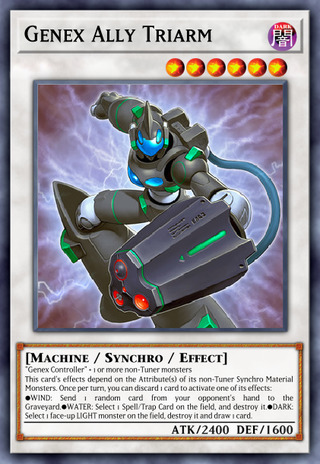 Genex Ally Triarm
DARK
闇
[Machine / Synchro / Effect]
"Genex Controller" - 1 or more non-Tuner monsters
This card's effects depend on the Attribute(s) of its non-Tuner Synchro Material
Monsters. Once per turn, you can discard 1 card to activate one of its effects:
●WIND: Send 1 random card from your opponent's hand to the
Graveyard.●WATER: Select 1 Spell/Trap Card on the field, and destroy it.●DARK:
Select 1 face-up LIGHT monster on the field, destroy it and draw 1 card.
ATK/2400 DEF/1600